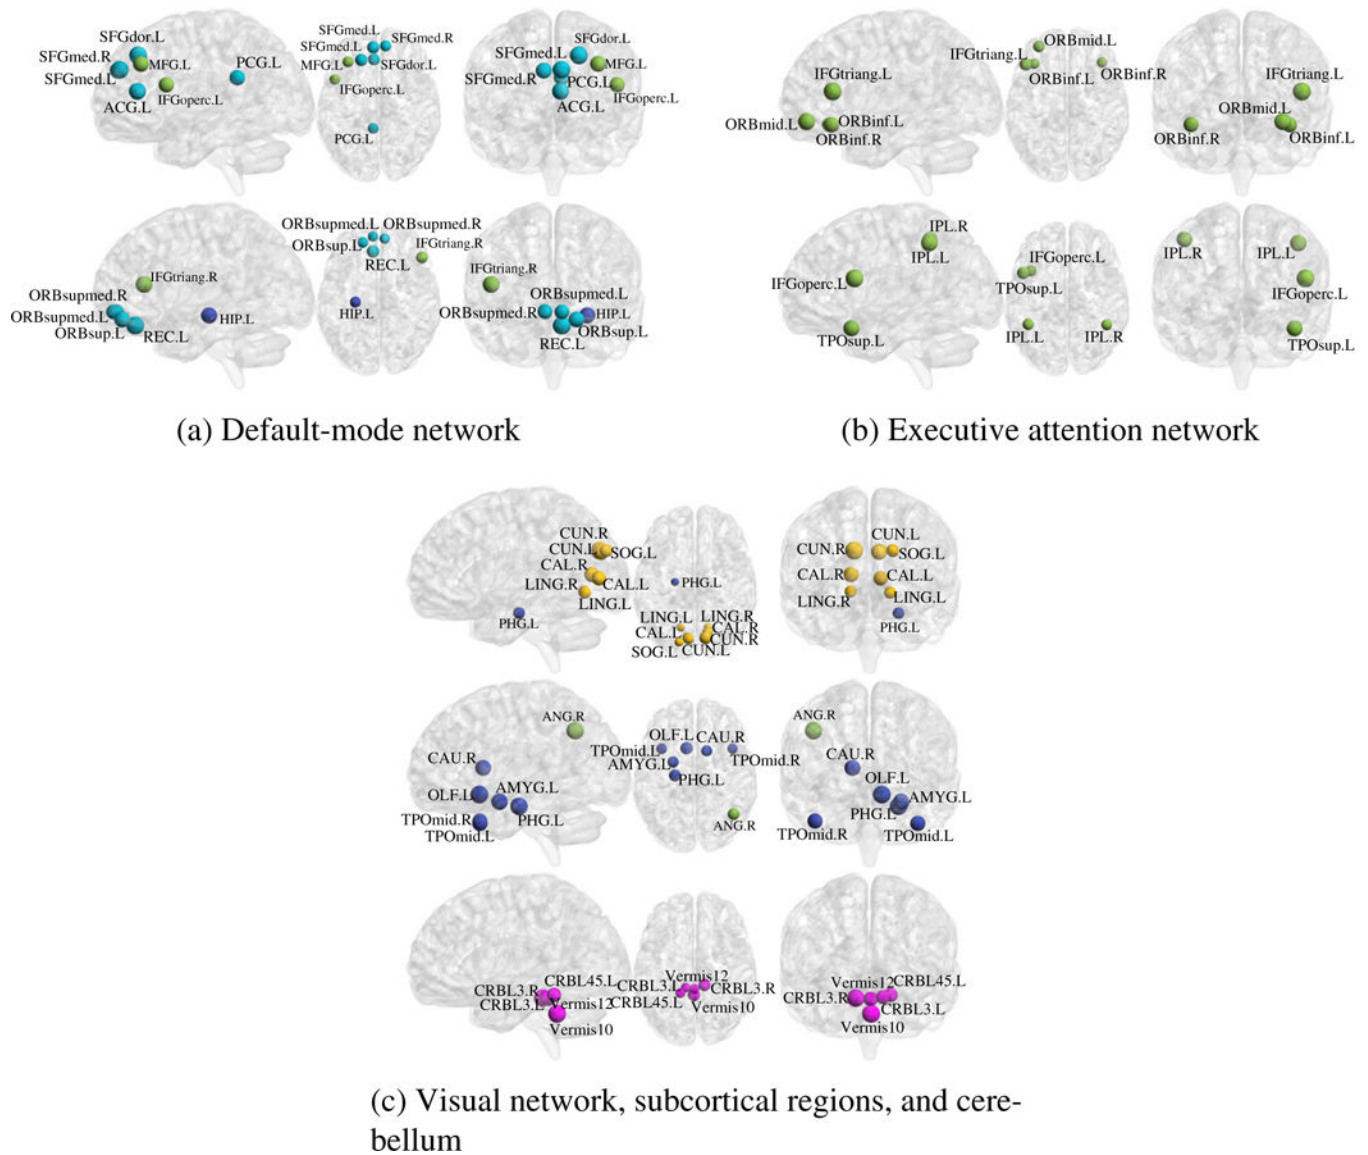 SFGdor.L
SFGmed.R
MFG.L
SFGmed.L
PCG.L
ACG.L
IFGoperc.L
SFGmed.L
SFGmed.R
SFGmed.L
MFG.L
SFGdor.L
IFGoperc.L
PCG.L
SFGdor.L
SFGmed.L
MFG.L
SFGmed.R
PCG.L
IFGoperc.L
ACG.L
IFGtriang.L
ORBmid.L
ORBinf.L
ORBinf.R
ORBmid.L
IFGtriang.L
ORBinf.L
ORBinf.R
IFGtriang.L
ORBmid.L
ORBinf.R
ORBinf.L
IFGtriang.R
ORBsupmed.R
ORBsupmed.L
ORBsup.L
REC.L
HIP.L
ORBsupmed.L
ORBsupmed.R
ORBsup.L
IFGtriang.R
REC.L
HIP.L
IFGtriang.R
ORBsupmed.L
ORBsupmed.R
HIP.L
ORBsup.L
REC.L
IPL.R
IPL.L
IFGoperc.L
TPOsup.L
IFGoperc.L
TPOsup.L
IPL.L
IPL.R
IPL.R
IPL.L
IFGoperc.L
TPOsup.L
(a) Default-mode network
(b) Executive attention network
CUN.R
CUN.L
SOG.L
CAL.R
LING.R
CAL.L
LING.L
PHG.L
PHG.L
LING.L
LING.R
CAL.L
CAL.R
SOG.L
CUN.L
CUN.R
CUN.L
CUN.R
SOG.L
CAL.R
CAL.L
LING.R
LING.L
PHG.L
ANG.R
CAU.R
OLF.L
AMYG.L
TPOmid.R
PHG.L
TPOmid.L
OLF.L
CAU.R
TPOmid.L
TPOmid.R
AMYG.L
PHG.L
ANG.R
ANG.R
CAU.R
OLF.L
AMYG.L
PHG.L
TPOmid.R
TPOmid.L
CRBL3.R
CRBL45.L
CRBL3.L
Vermis12
Vermis10
Vermis12
CRBL3.L
CRBL3.R
CRBL45.L
Vermis10
Vermis12
CRBL45.L
CRBL3.R
CRBL3.L
Vermis10
(c) Visual network, subcortical regions, and cere-
bellum